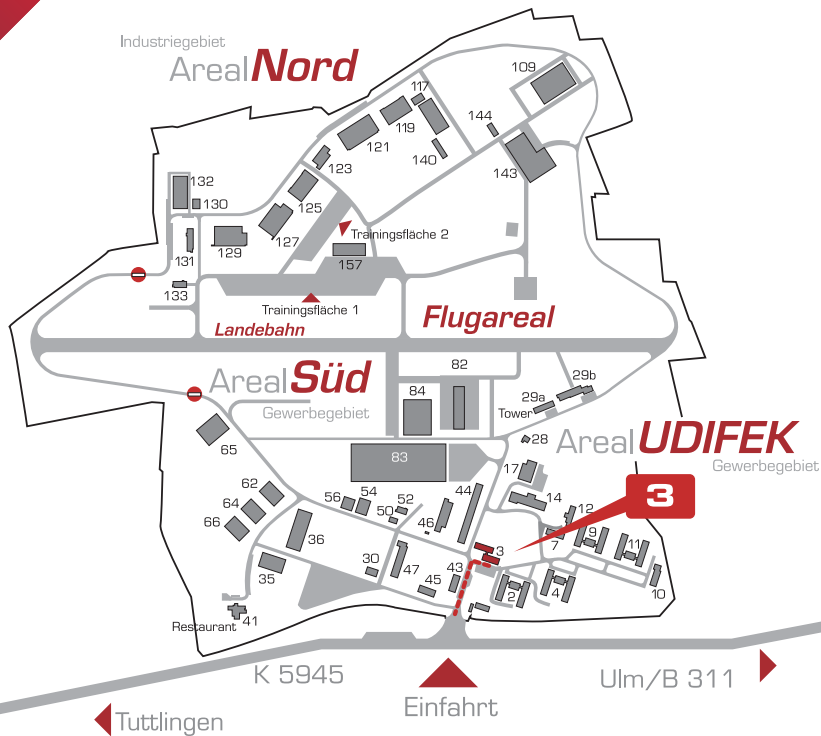 Industriegebiet
Areal Nord
109
117
144
119
121
140
143
123
132
130
125
127
Trainingsfläche 2
129
131
157
133
Trainingsfläche 1
Landebahn
Flugareal
Areal Süd
Gewerbegebiet
82
84
29b
29a
Tower
28
Areal UDIFEK
Gewerbegebiet
65
83
17
3
62
56
54
52
44
14
64
50
46
12
66
36
7
9
11
3
30
47
43
35
45
2
4
10
Restaurant
41
K 5945
Ulm/B 311
Einfahrt
Tuttlingen